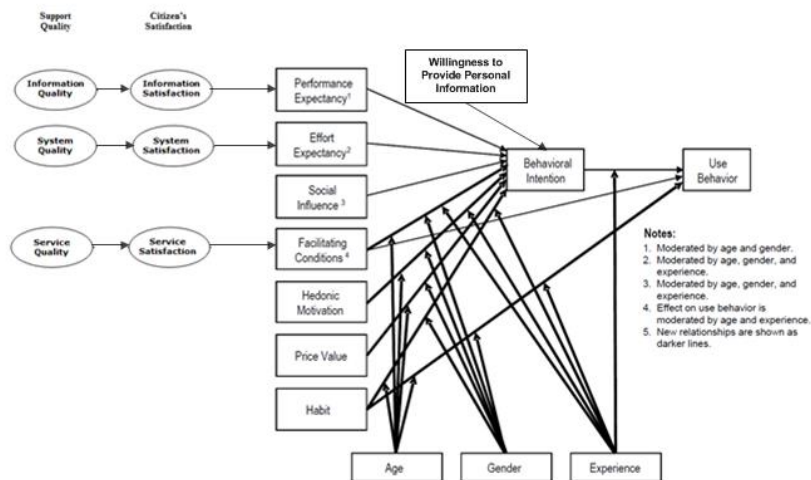 Support
Quality
Citizen's
Satisfaction
Information
Quality
Information
Satisfaction
Performance
Expectancy1
Willingness to
Provide Personal
Information
System
Quality
System
Satisfaction
Effort
Expectancy2
Behavioral
Intention
Use
Behavior
Social
Influence 3
Service
Quality
Service
Satisfaction
Facilitating
Conditions 4
Hedonic
Motivation
Price Value
Habit
Notes:
1. Moderated by age and gender.
2. Moderated by age, gender, and
experience.
3. Moderated by age, gender, and
experience.
4. Effect on use behavior is
moderated by age and experience.
5. New relationships are shown as
darker lines.
Age
Gender
Experience